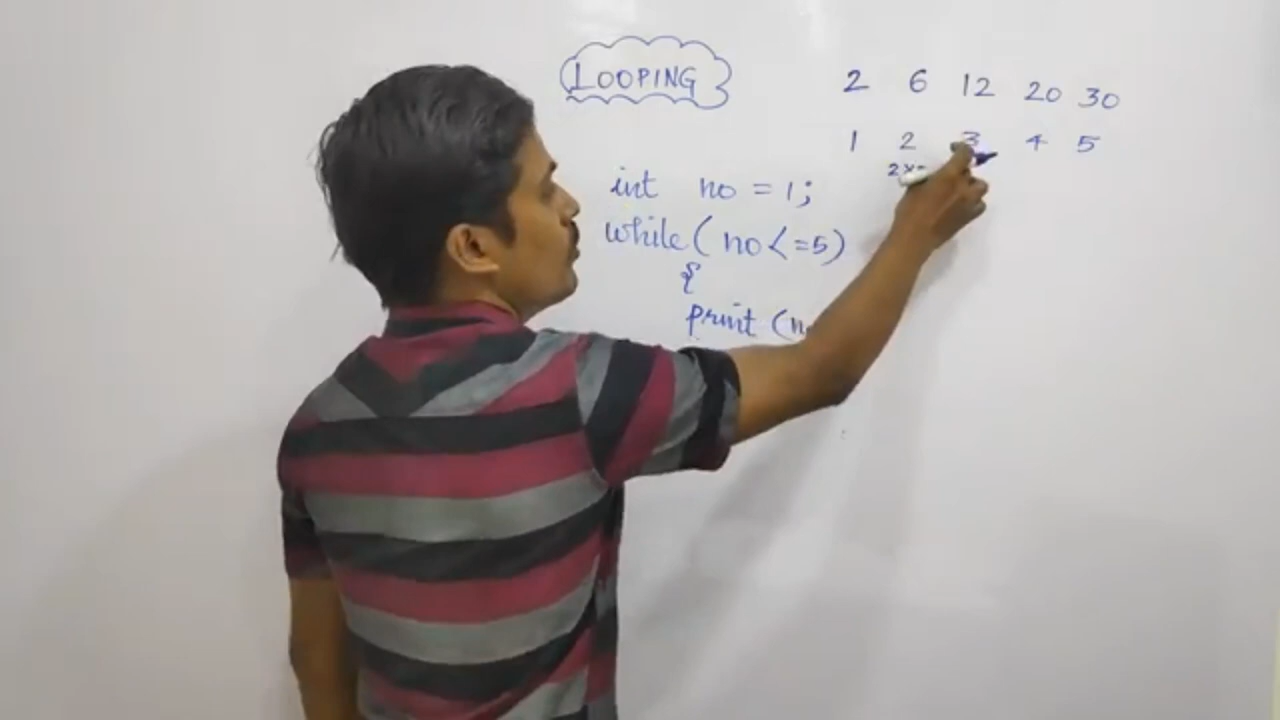 LOOPING
2 6 12 20 30
1 2 3 4 5
int no = 1;
while( no<=5)
{
print (